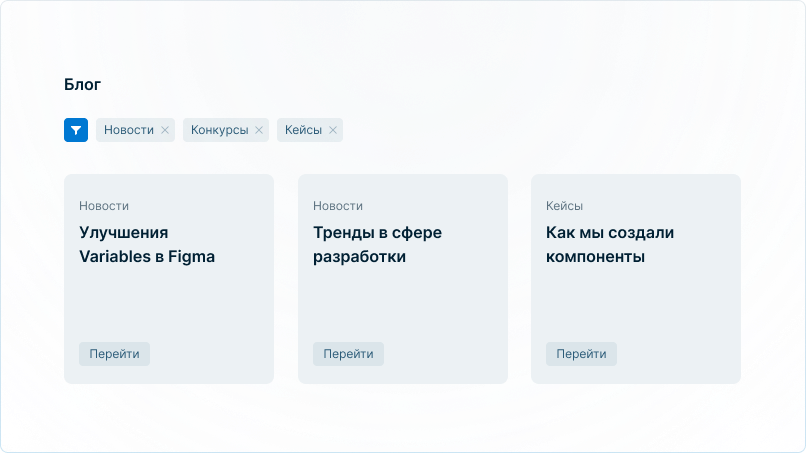 Блог
Новости
Конкурсы
Кейсы
Новости
Улучшения
Variables в Figma
Перейти
Новости
Тренды в сфере
разработки
Перейти
Кейсы
Как мы создали
компоненты
Перейти